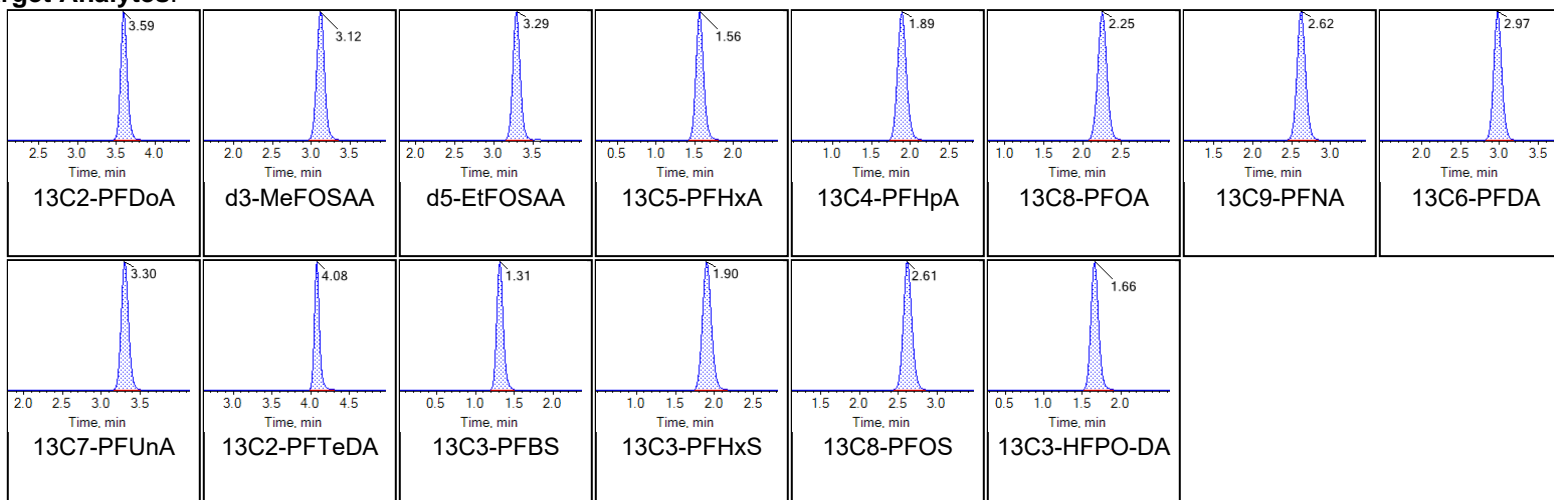 rget Analytes:
3.59
3.12
3.29
1.56
1.89
2.25
2.62
2.97
2.5 3.0 3.5 4.0
2.0 2.5 3.0 3.5
2.0 2.5 3.0 3.5
0.5 1.0 1.5 2.0
1.0 1.5 2.0 2.5
1.0 1.5 2.0 2.5
1.5 2.0 2.5 3.0
2.0 2.5 3.0 3.5
Time, min
Time, min
Time, min
Time, min
Time, min
Time, min
Time, min
Time, min
13C2-PFDoA
d3-MeFOSAA
d5-EtFOSAA
13C5-PFHxA
13C4-PFHpA
13C8-PFOA
13C9-PFNA
13C6-PFDA
3.30
4.08
1.31
1.90
2.61
1.66
2.0 2.5 3.0 3.5
3.0 3.5 4.0 4.5
0.5 1.0 1.5 2.0
1.0 1.5 2.0 2.5
1.5 2.0 2.5 3.0
0.5 1.0 1.5 2.0
Time, min
Time, min
Time, min
Time, min
Time, min
Time, min
13C7-PFUnA
13C2-PFTeDA
13C3-PFBS
13C3-PFHxS
13C8-PFOS
13C3-HFPO-DA